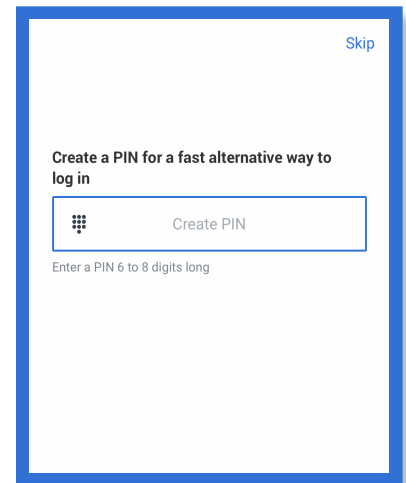 Skip
Create a PIN for a fast alternative way to
log in
Create PIN
Enter a PIN 6 to 8 digits long